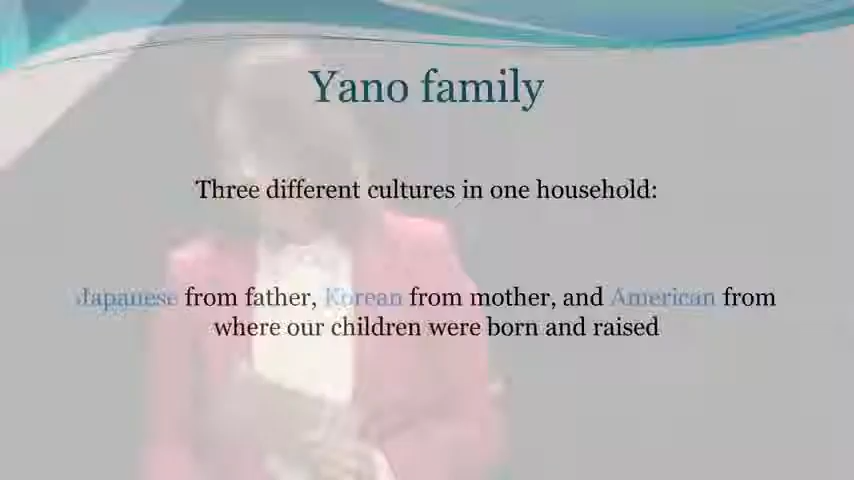 Yano family
Three different cultures in one household:
Japanese from father, Korean from mother, and American from
where our children were born and raised